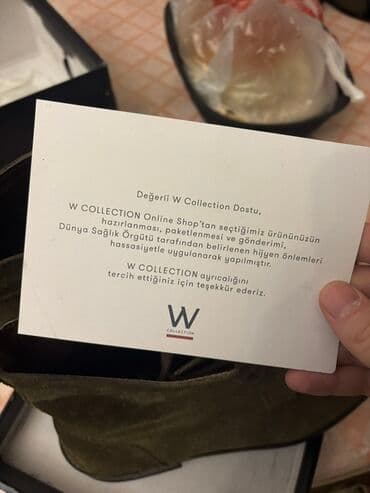 Değerli W Collection Dostu,
W COLLECTION Online Shop'tan seçtiğimiz ürününüzün
hazırlanması, paketlenmesi ve gönderimi,
Dünya Sağlık Örgütü tarafından belirlenen hijyen önlemleri
hassasiyetle uygulanarak yapılmıştır.
W COLLECTION ayrıcalığını
tercih ettiğiniz için teşekkür ederiz.
W
COLLECTION